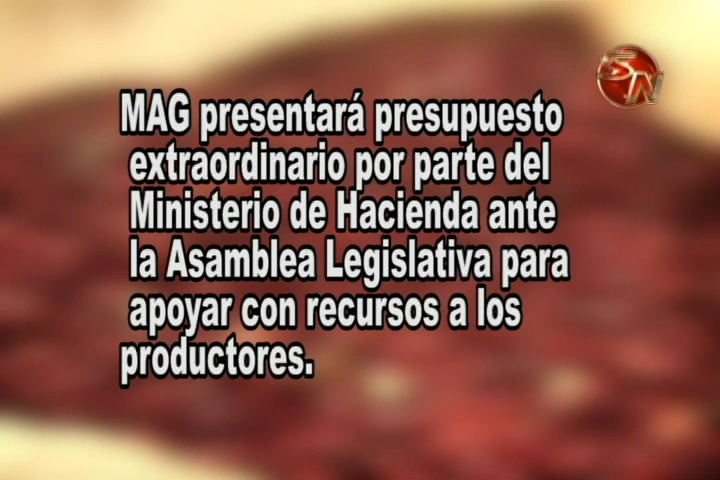 SN
MAG presentará presupuesto
extraordinario por parte del
Ministerio de Hacienda ante
la Asamblea Legislativa para
apoyar con recursos a los
productores.